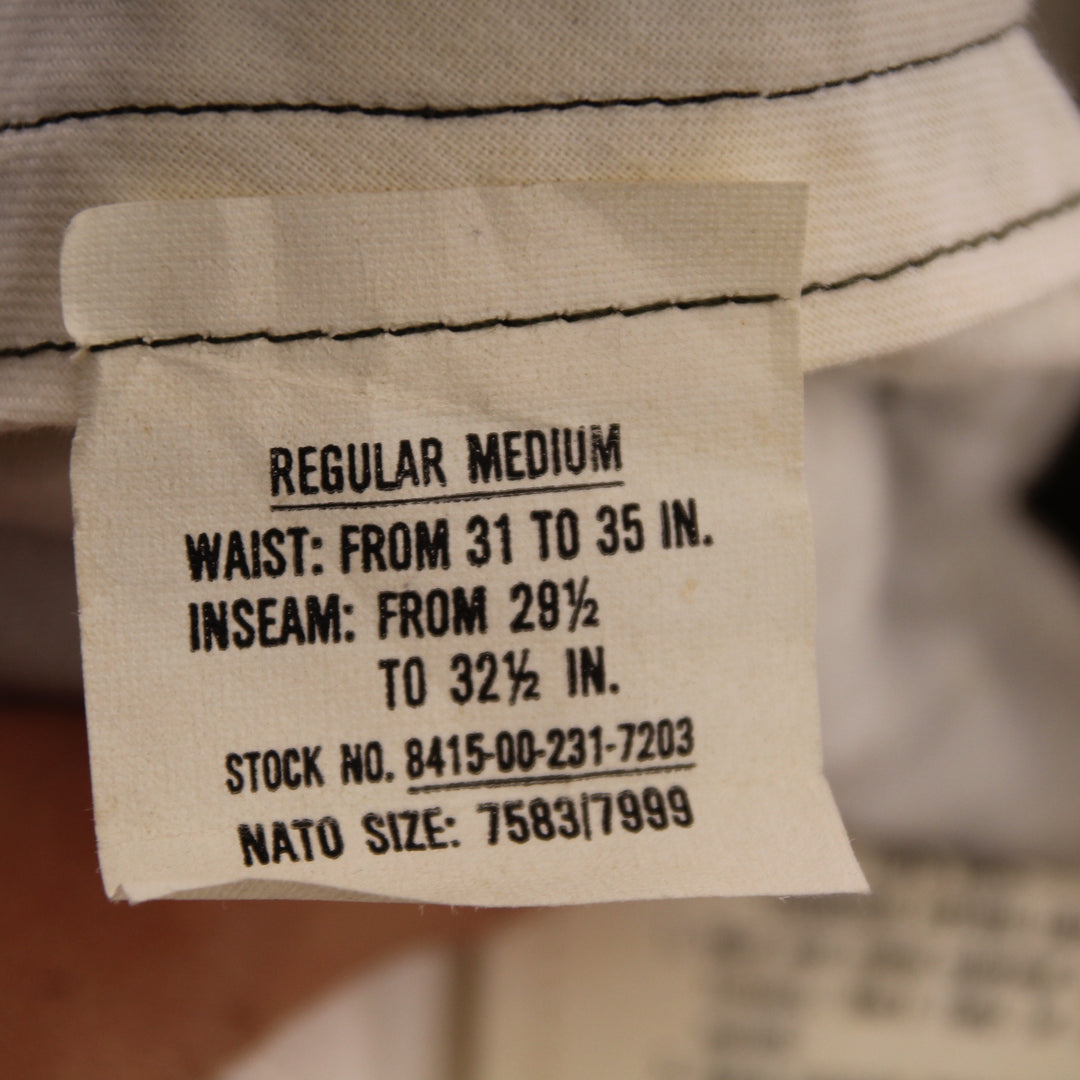 REGULAR MEDIUM
WAIST: FROM 31 TO 35 IN.
INSEAM: FROM 29½
TO 32½ IN.
STOCK NO. 8415-00-231-7203
NATO SIZE: 7583/7999